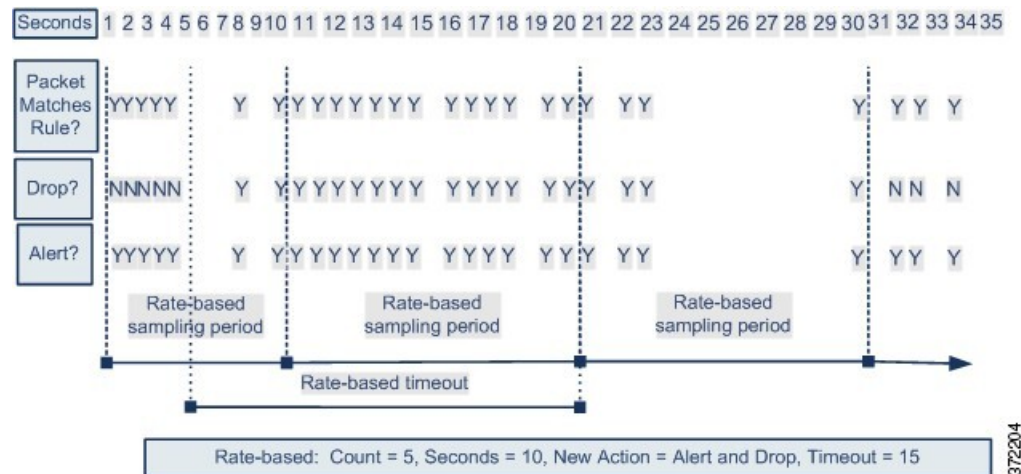 Seconds 1 2 3 4 5 6 7 8 9 10 11 12 13 14 15 16 17 18 19 20 21 22 23 24 25 26 27 28 29 30 31 32 33 34 35
Packet
Matches
Rule?
YYYYY Y Y Y Y Y Y Y Y Y Y Y Y Y Y Y Y Y Y Y Y Y Y
Drop?
NNNNN Y Y Y Y Y Y Y Y Y Y Y Y Y Y Y Y Y Y Y N N N
Alert?
YYYYY Y Y Y Y Y Y Y Y Y Y Y Y Y Y Y Y Y Y Y Y Y Y
Rate-based
sampling period
Rate-based
sampling period
Rate-based
sampling period
Rate-based timeout
Rate-based: Count = 5, Seconds = 10, New Action = Alert and Drop, Timeout = 15
372204